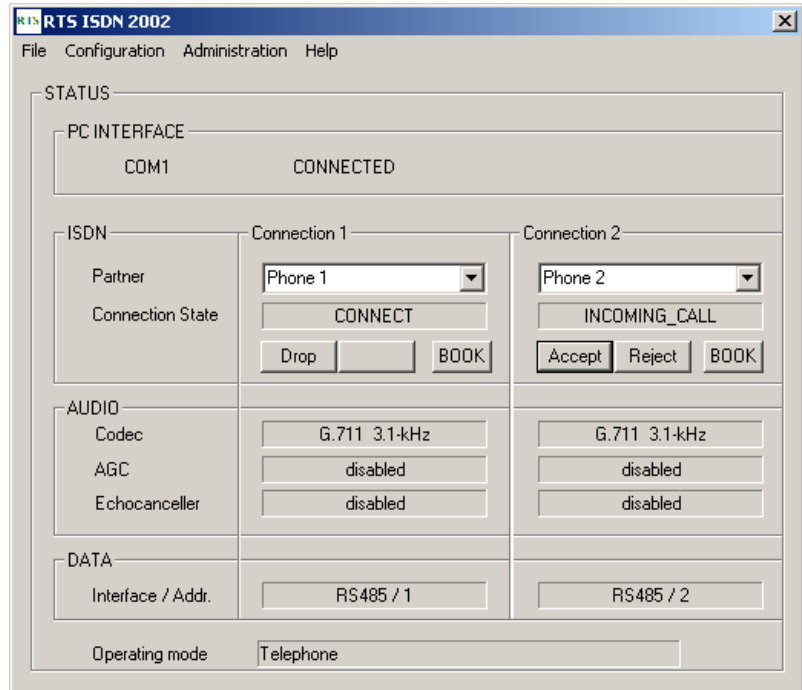 RTS RTS ISDN 2002
File Configuration Administration Help
STATUS
PC INTERFACE
COM1 CONNECTED
ISDN Connection 1 Connection 2
Partner Phone 1 Phone 2
Connection State CONNECT INCOMING_CALL
Drop BOOK Accept Reject BOOK
AUDIO
Codec G.711 3.1-kHz G.711 3.1-kHz
AGC disabled disabled
Echocanceller disabled disabled
DATA
Interface / Addr. RS485 / 1 RS485 / 2
Operating mode Telephone